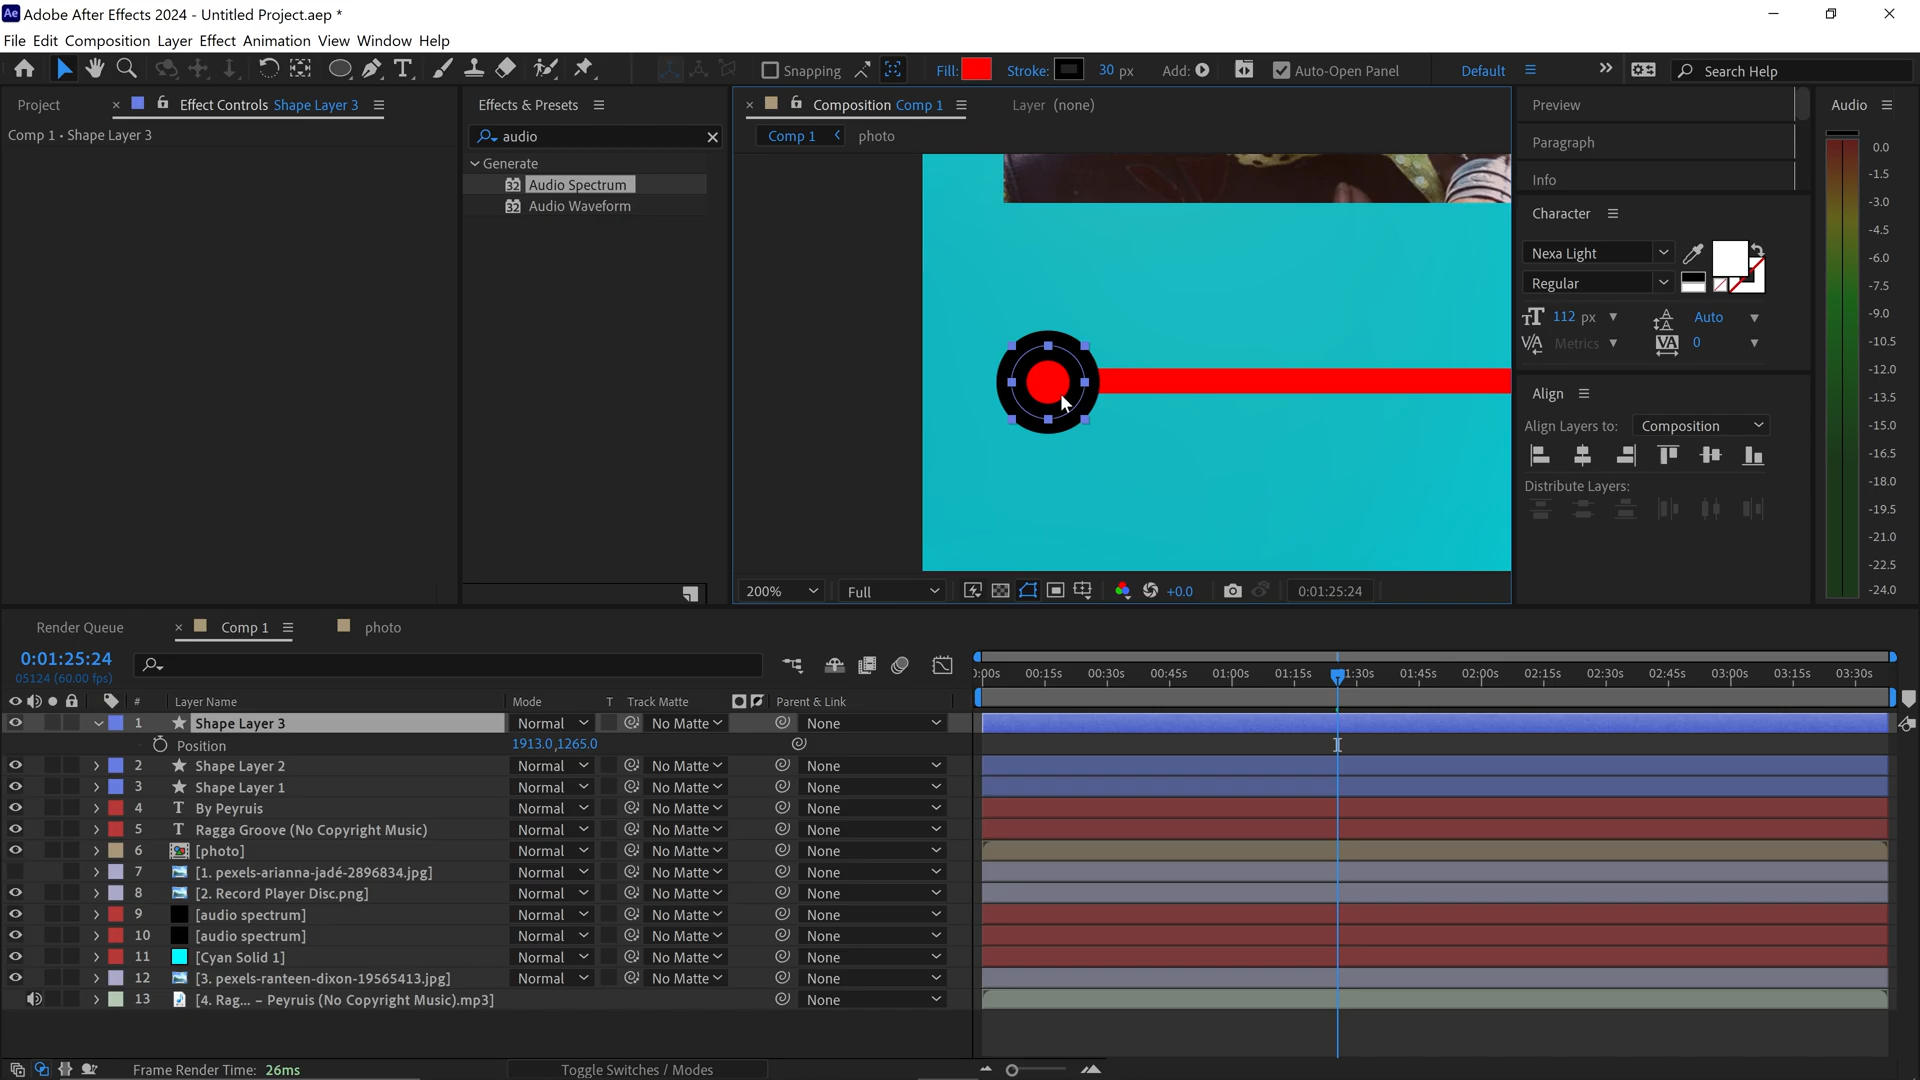 Adobe After Effects 2024 - Untitled Project.aep *
File Edit Composition Layer Effect Animation View Window Help
Snapping
Fill:
Stroke:
30 px
Add:
Auto-Open Panel
Default
Search Help
Project
Effect Controls Shape Layer 3
Comp 1 • Shape Layer 3
Effects & Presets
audio
Generate
32 Audio Spectrum
32 Audio Waveform
Composition Comp 1
Layer (none)
Comp 1
photo
200%
Full
+0.0
0:01:25:24
Preview
Paragraph
Info
Character
Nexa Light
Regular
112 px
Auto
Metrics
0
Align
Align Layers to:
Composition
Distribute Layers:
Audio
0.0
-1.5
-3.0
-4.5
-6.0
-7.5
-9.0
-10.5
-12.0
-13.5
-15.0
-16.5
-18.0
-19.5
-21.0
-22.5
-24.0
Render Queue
Comp 1
photo
0:01:25:24
05124 (60.00 fps)
):00s 00:15s 00:30s 00:45s 01:00s 01:15s 01:30s 01:45s 02:00s 02:15s 02:30s 02:45s 03:00s 03:15s 03:30s
# Layer Name Mode T Track Matte Parent & Link
1 Shape Layer 3 Normal No Matte None
Position 1913.0,1265.0
2 Shape Layer 2 Normal No Matte None
3 Shape Layer 1 Normal No Matte None
4 T By Peyruis Normal No Matte None
5 T Ragga Groove (No Copyright Music) Normal No Matte None
6 [photo] Normal No Matte None
7 [1. pexels-arianna-jadé-2896834.jpg] Normal No Matte None
8 [2. Record Player Disc.png] Normal No Matte None
9 [audio spectrum] Normal No Matte None
10 [audio spectrum] Normal No Matte None
11 [Cyan Solid 1] Normal No Matte None
12 [3. pexels-ranteen-dixon-19565413.jpg] Normal No Matte None
13 [4. Rag... – Peyruis (No Copyright Music).mp3] None
Frame Render Time: 26ms
Toggle Switches / Modes